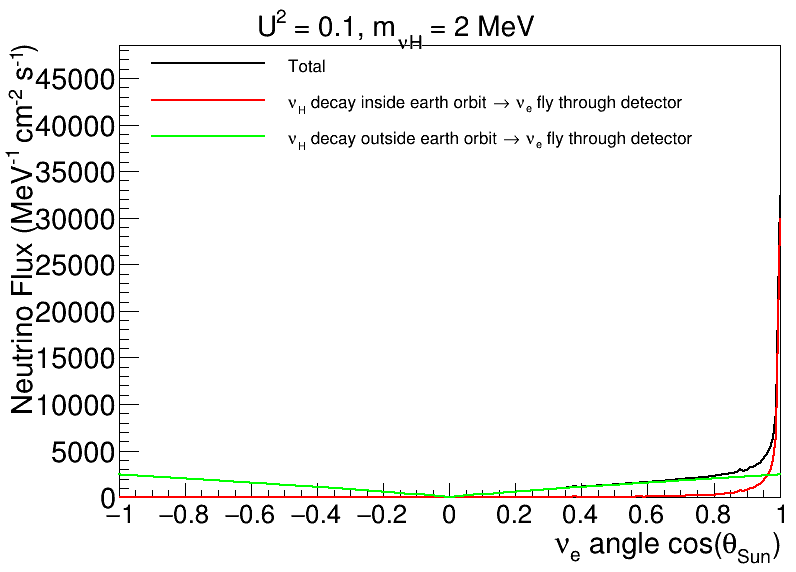 U² = 0.1, m_νH = 2 MeV
Total
ν_H decay inside earth orbit → ν_e fly through detector
ν_H decay outside earth orbit → ν_e fly through detector
Neutrino Flux (MeV⁻¹ cm⁻² s⁻¹)
45000
40000
35000
30000
25000
20000
15000
10000
5000
0
−1 −0.8 −0.6 −0.4 −0.2 0 0.2 0.4 0.6 0.8 1
ν_e angle cos(θ_Sun)